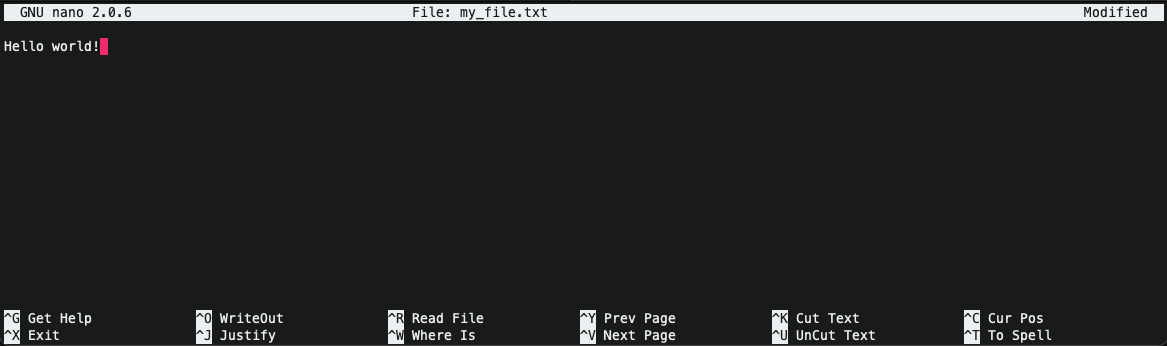 GNU nano 2.0.6 File: my_file.txt Modified
Hello world!
^G Get Help ^O WriteOut ^R Read File ^Y Prev Page ^K Cut Text ^C Cur Pos
^X Exit ^J Justify ^W Where Is ^V Next Page ^U UnCut Text ^T To Spell